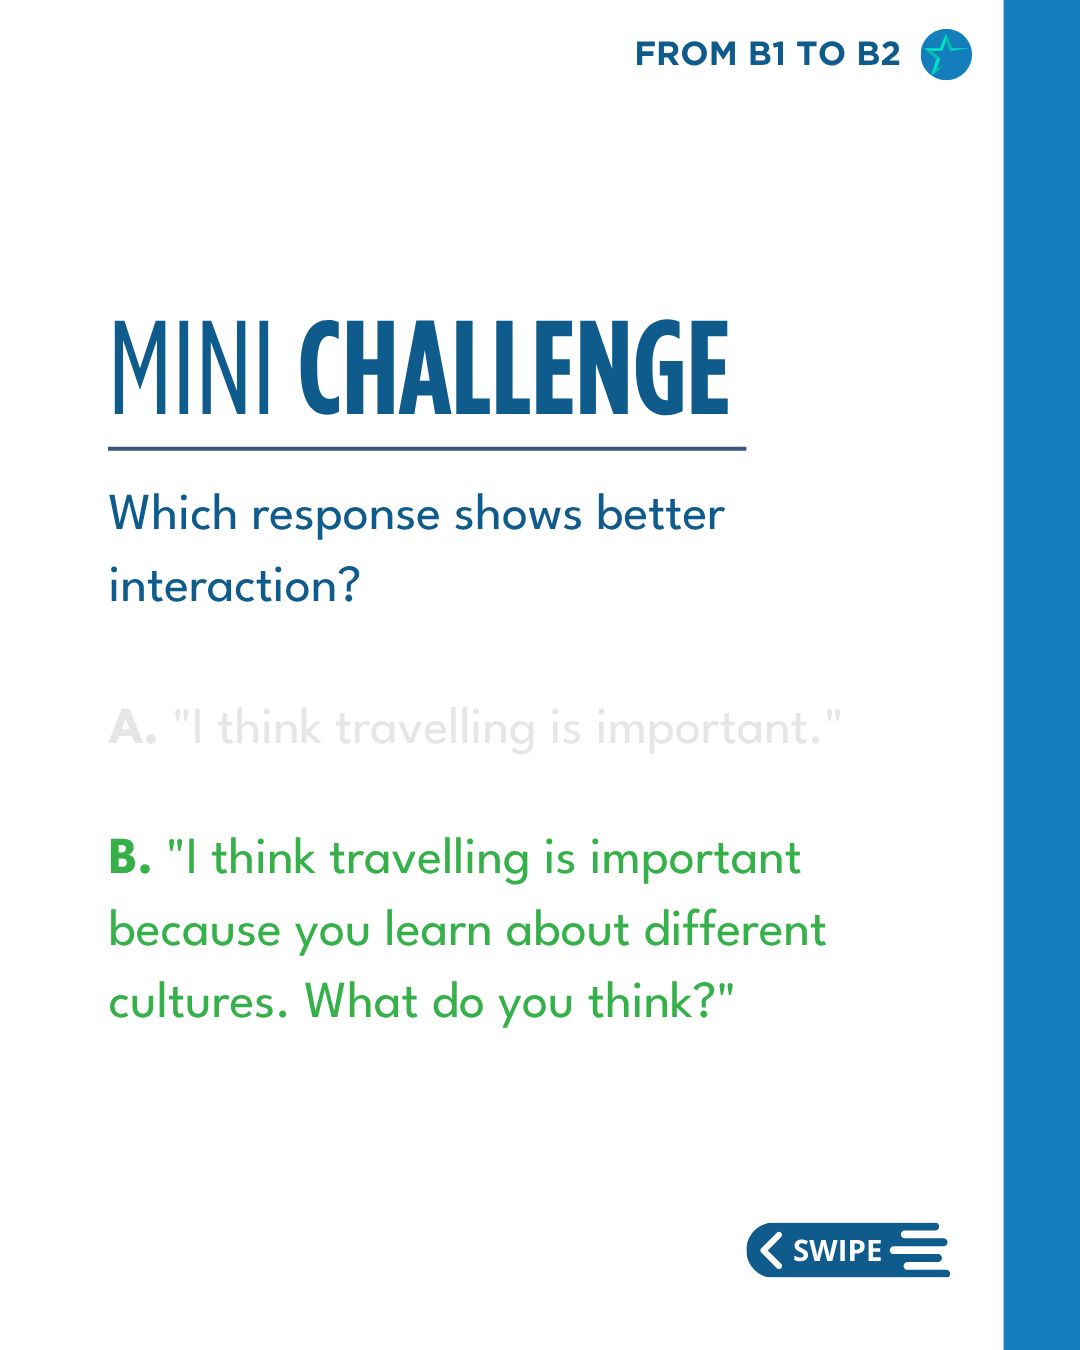 FROM B1 TO B2
MINI CHALLENGE
Which response shows better
interaction?
A. "I think travelling is important."
B. "I think travelling is important
because you learn about different
cultures. What do you think?"
SWIPE